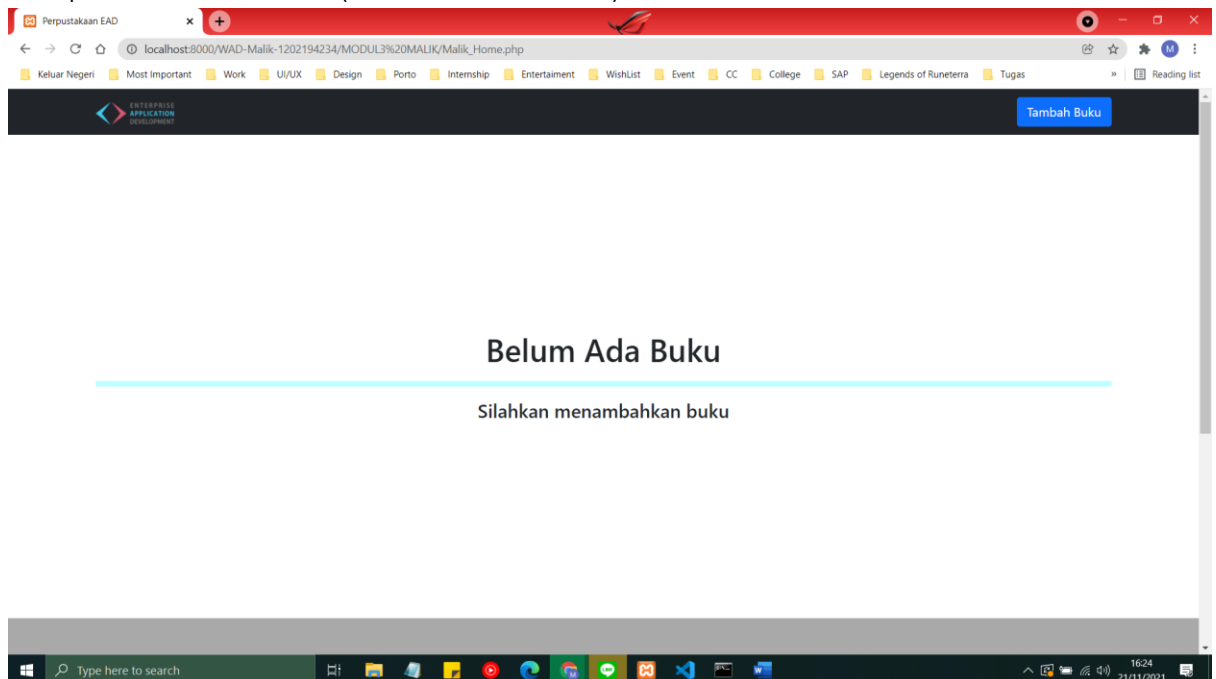 Perpustakaan EAD
localhost:8000/WAD-Malik-1202194234/MODUL3%20MALIK/Malik_Home.php
Keluar Negeri Most Important Work UI/UX Design Porto Internship Entertaiment WishList Event CC College SAP Legends of Runeterra Tugas » Reading list
ENTERPRISE
APPLICATION
DEVELOPMENT
Tambah Buku
Belum Ada Buku
Silahkan menambahkan buku
Type here to search
16:24
21/11/2021